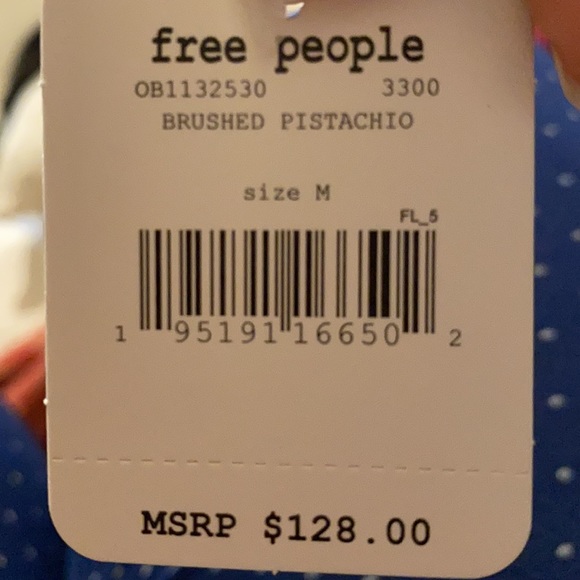 free people
OB1132530 3300
BRUSHED PISTACHIO
size M
FL_5
1 95191 16650 2
MSRP $128.00